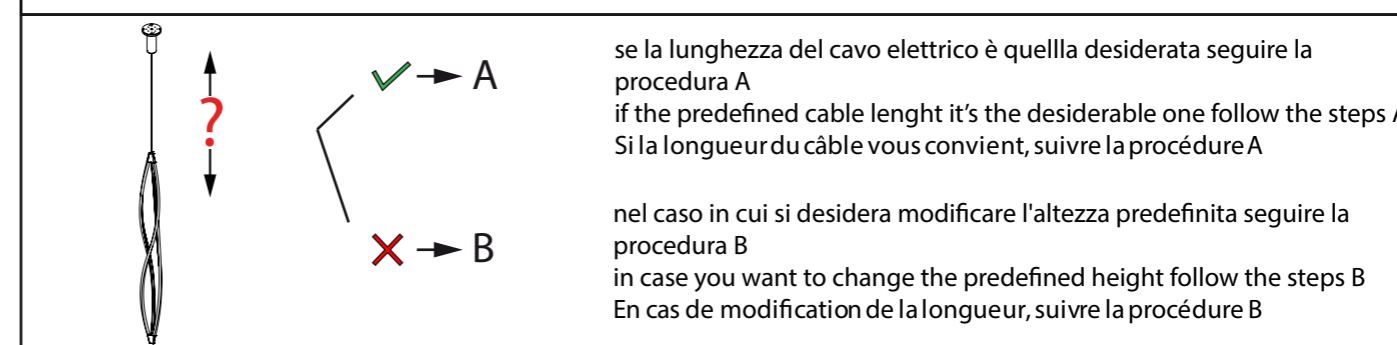 ?
A
B
se la lunghezza del cavo elettrico è quellla desiderata seguire la
procedura A
if the predefined cable lenght it's the desiderable one follow the steps A
Si la longueur du câble vous convient, suivre la procédure A
nel caso in cui si desidera modificare l'altezza predefinita seguire la
procedura B
in case you want to change the predefined height follow the steps B
En cas de modification de la longueur, suivre la procédure B